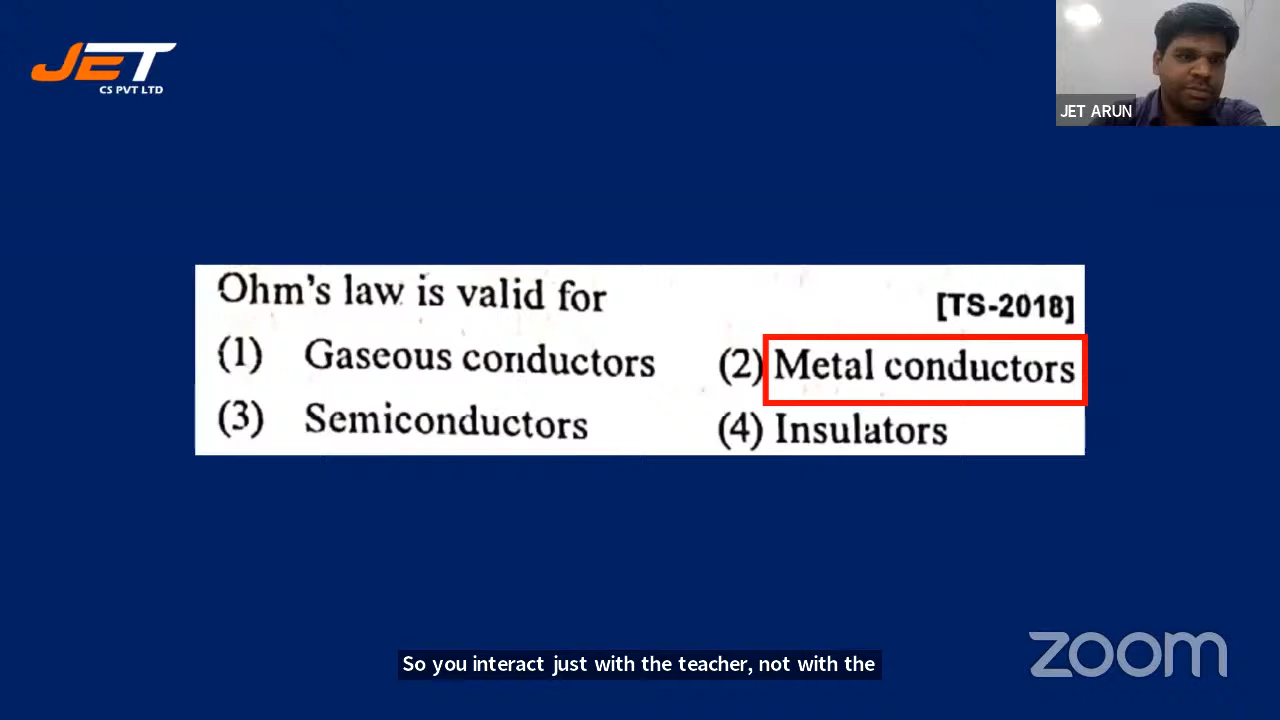 JET
CS PVT LTD
JET ARUN
Ohm's law is valid for [TS-2018]
(1) Gaseous conductors (2) Metal conductors
(3) Semiconductors (4) Insulators
So you interact just with the teacher, not with the
zoom